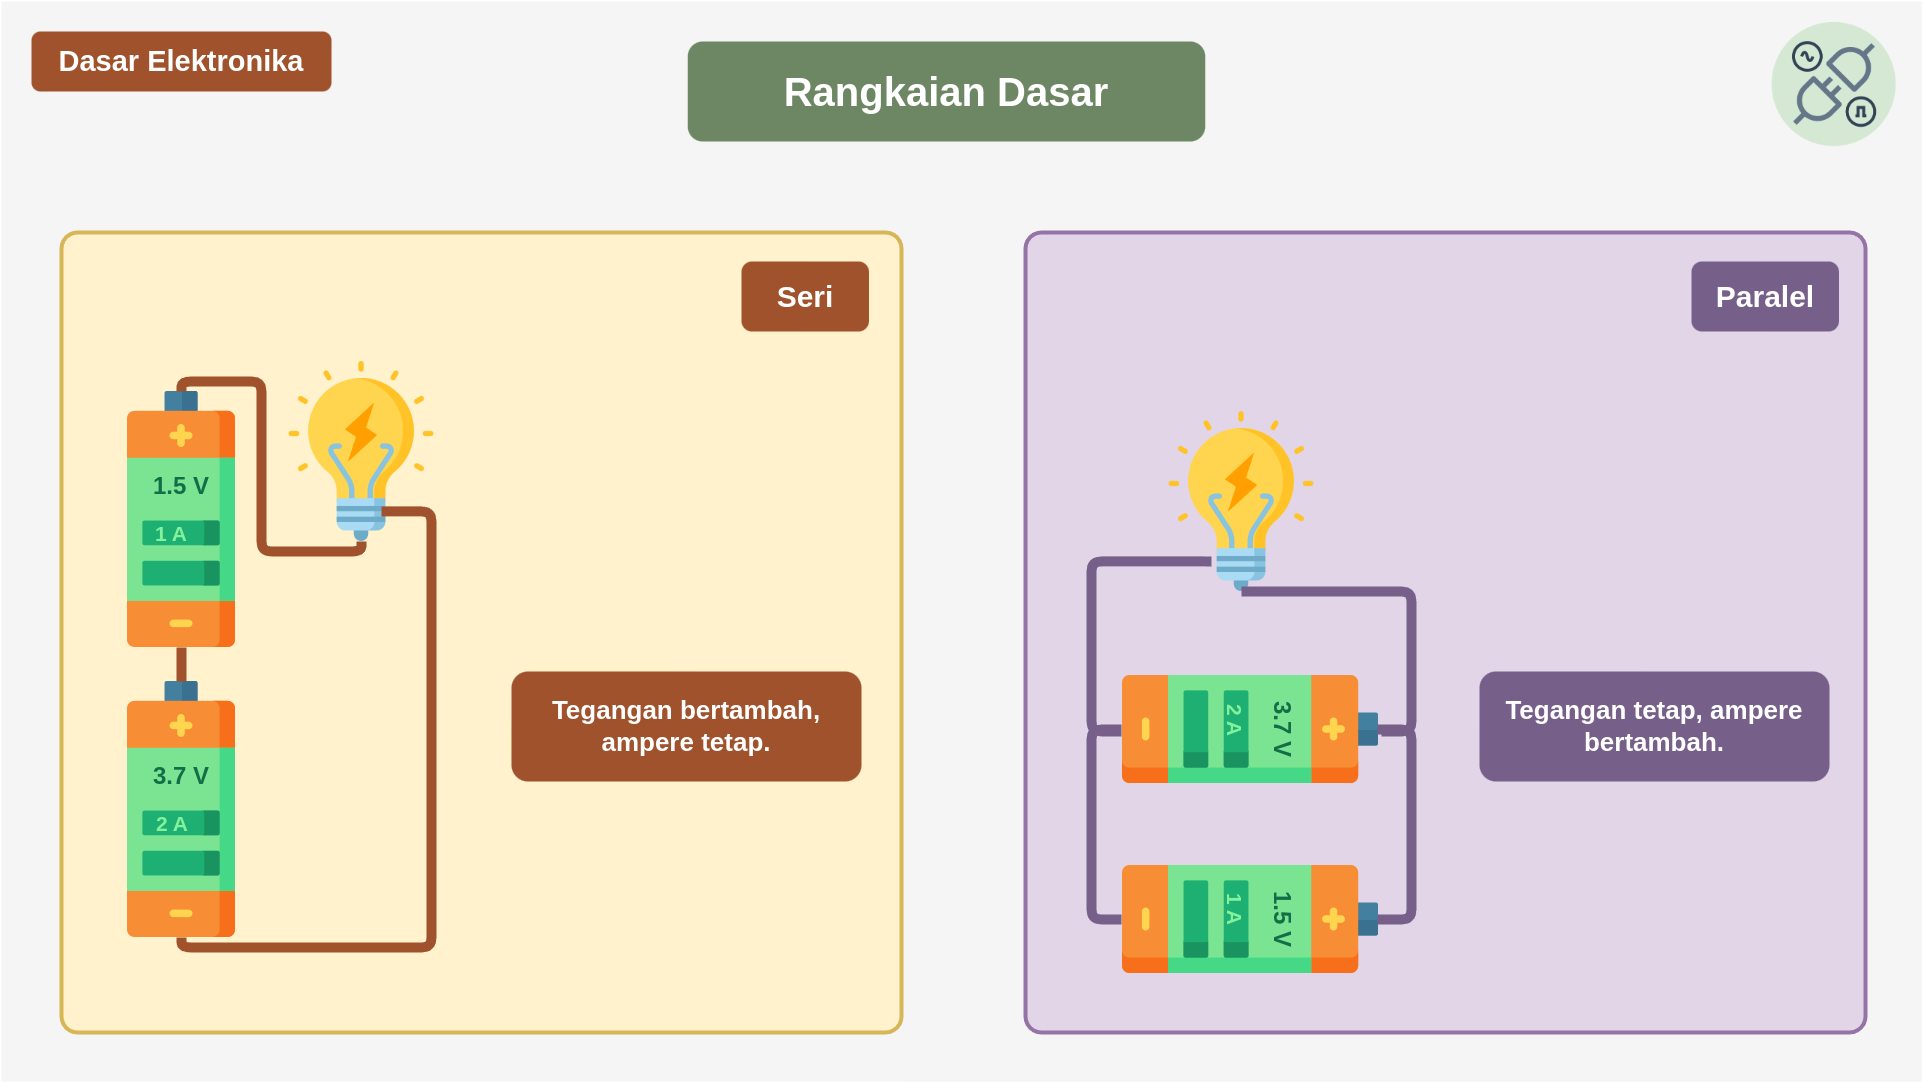 Dasar Elektronika
Rangkaian Dasar
Seri
1.5 V
1 A
3.7 V
2 A
Tegangan bertambah,
ampere tetap.
Paralel
3.7 V
2 A
1.5 V
1 A
Tegangan tetap, ampere
bertambah.